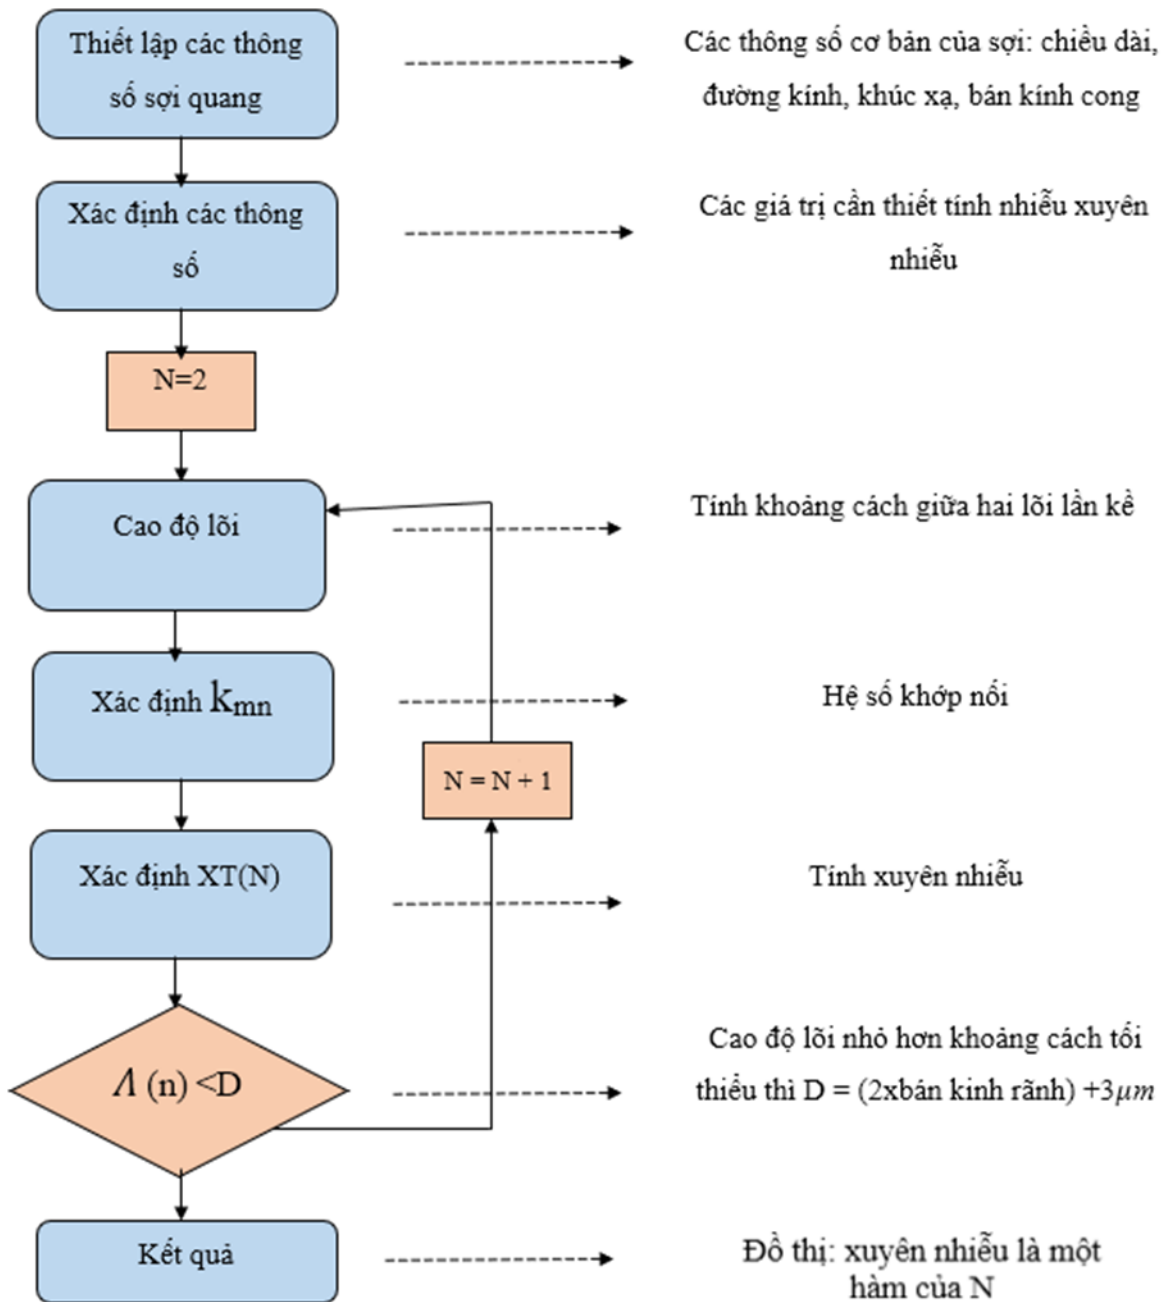 Thiết lập các thông
số sợi quang
Các thông số cơ bản của sợi: chiều dài,
đường kính, khúc xạ, bán kính cong
Xác định các thông
số
Các giá trị cần thiết tính nhiễu xuyên
nhiễu
N=2
Cao độ lõi
Tính khoảng cách giữa hai lõi lần kề
Xác định kmn
Hệ số khớp nối
N = N + 1
Xác định XT(N)
Tính xuyên nhiễu
Λ (n) <D
Cao độ lõi nhỏ hơn khoảng cách tối
thiểu thì D = (2xbán kinh rãnh) +3μm
Kết quả
Đồ thị: xuyên nhiễu là một
hàm của N